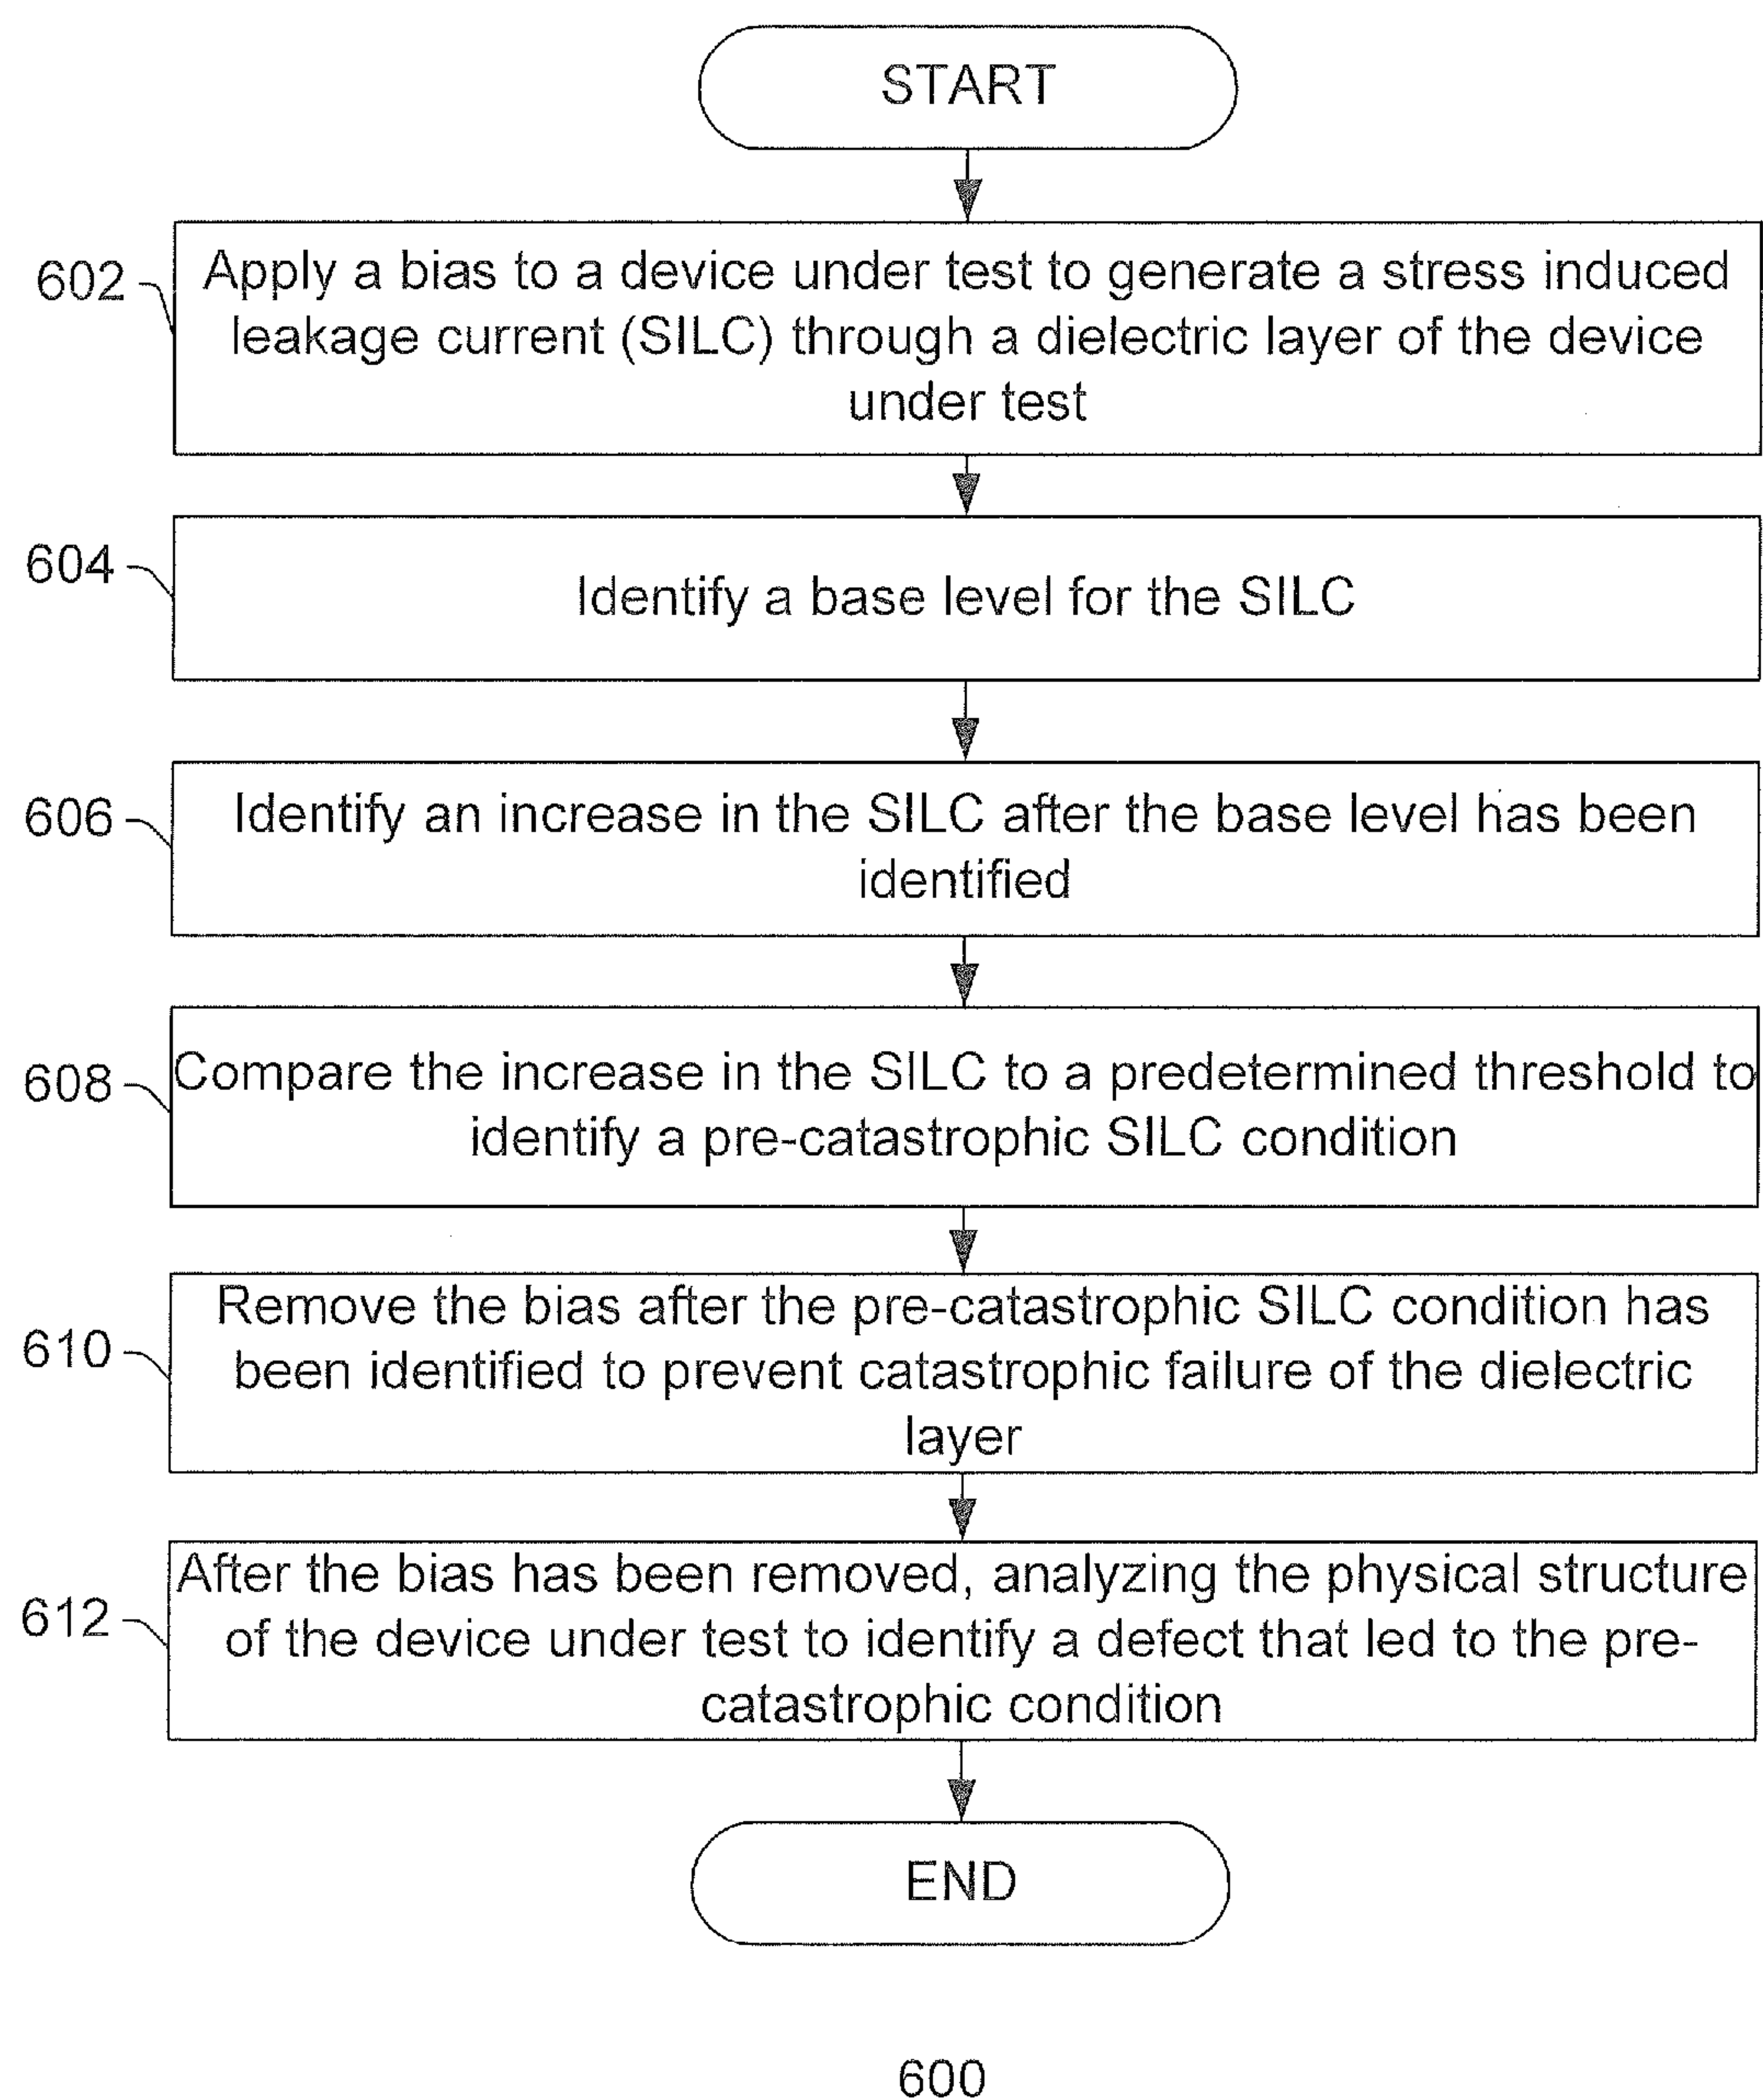 START
602
Apply a bias to a device under test to generate a stress induced
leakage current (SILC) through a dielectric layer of the device
under test
604
Identify a base level for the SILC
606
Identify an increase in the SILC after the base level has been
identified
608
Compare the increase in the SILC to a predetermined threshold to
identify a pre-catastrophic SILC condition
610
Remove the bias after the pre-catastrophic SILC condition has
been identified to prevent catastrophic failure of the dielectric
layer
612
After the bias has been removed, analyzing the physical structure
of the device under test to identify a defect that led to the pre-
catastrophic condition
END
600